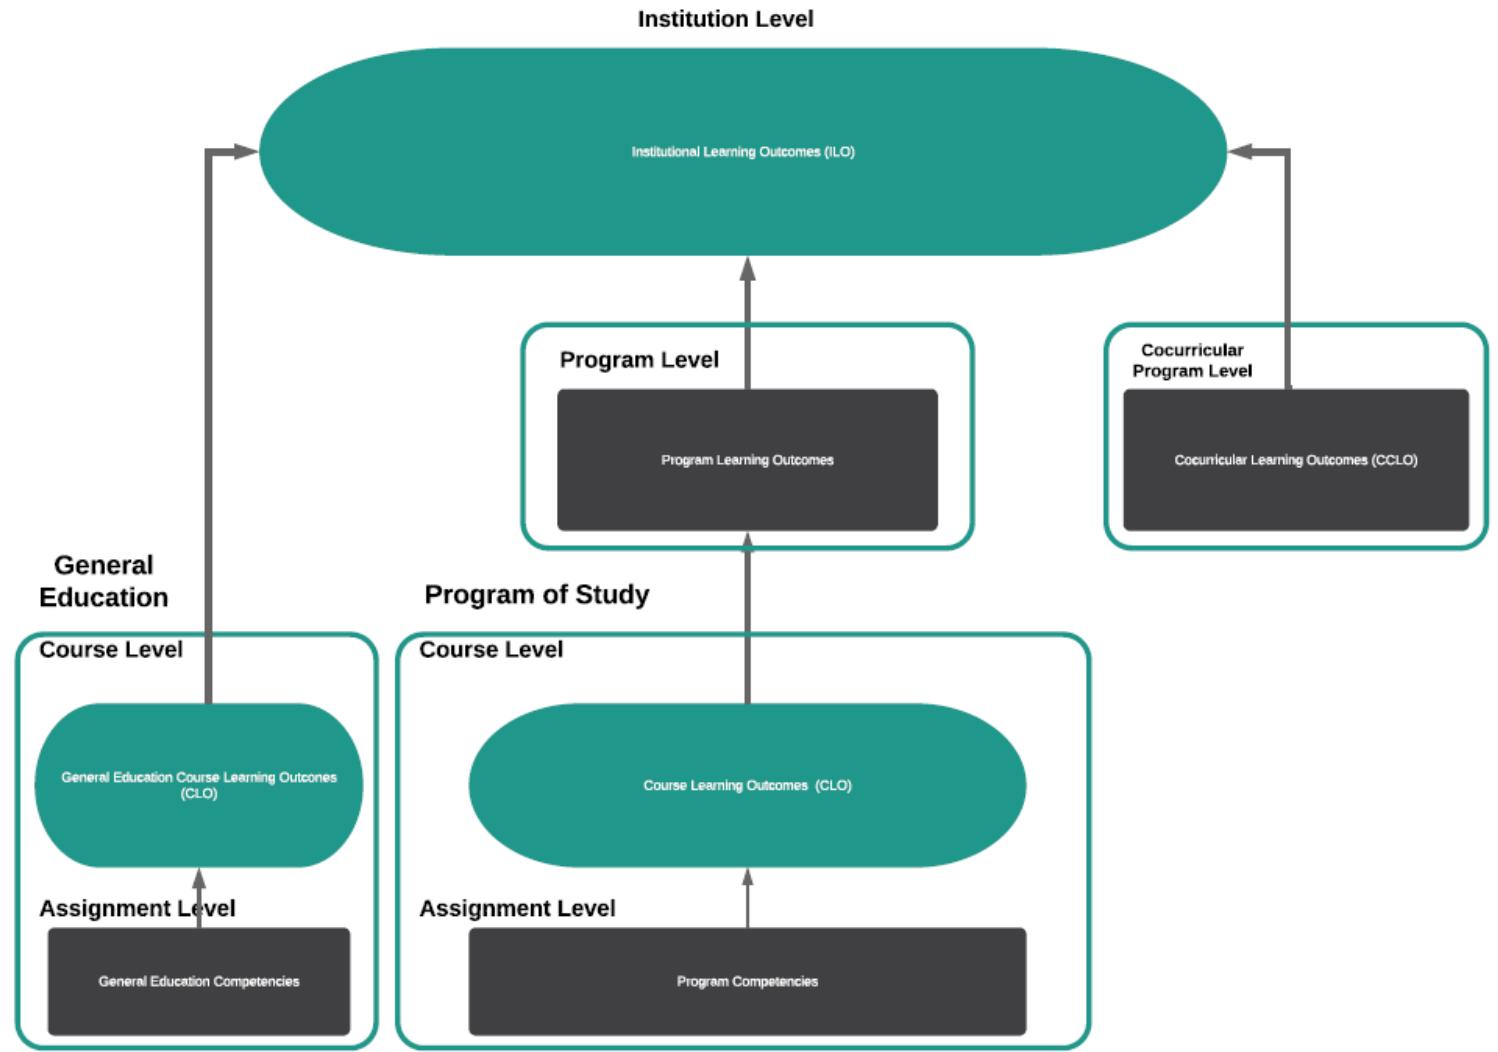 Institution Level
Institutional Learning Outcomes (ILO)
Program Level
Program Learning Outcomes
Cocurricular
Program Level
Cocurricular Learning Outcomes (CCLO)
General
Education
Course Level
General Education Course Learning Outcones
(CLO)
Assignment Level
General Education Competencies
Program of Study
Course Level
Course Learning Outcomes (CLO)
Assignment Level
Program Competencies